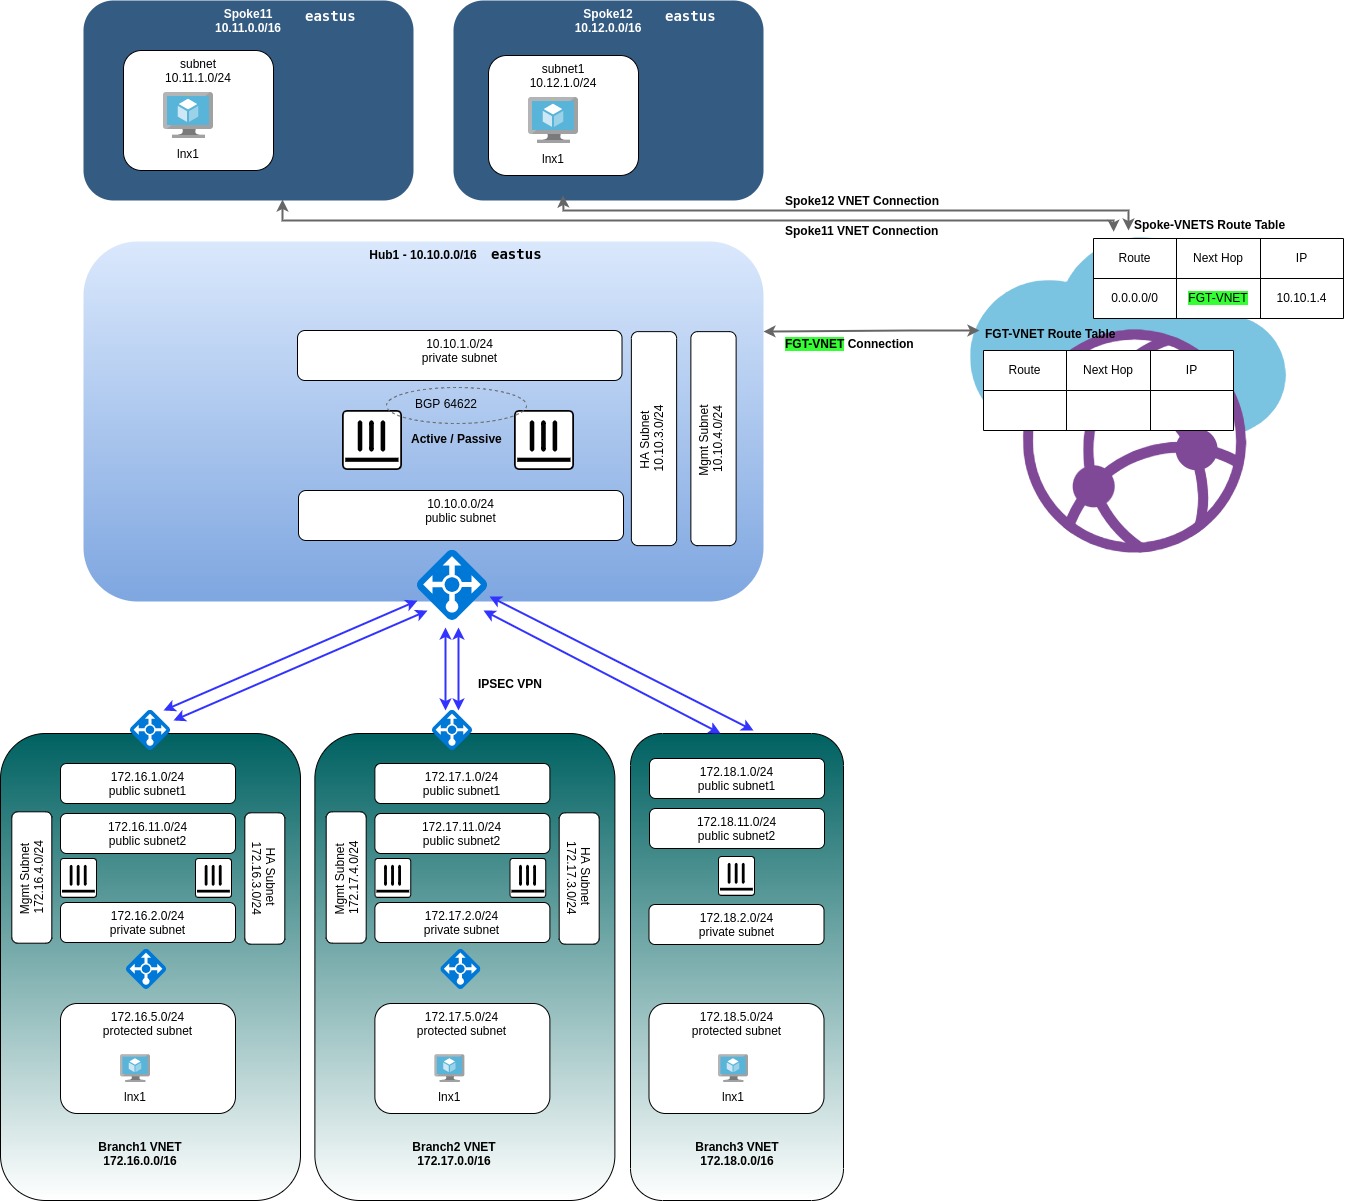 Spoke11
10.11.0.0/16
eastus
subnet
10.11.1.0/24
lnx1
Spoke12
10.12.0.0/16
eastus
subnet1
10.12.1.0/24
lnx1
Spoke12 VNET Connection
Spoke11 VNET Connection
Spoke-VNETS Route Table
Route Next Hop IP
0.0.0.0/0 FGT-VNET 10.10.1.4
FGT-VNET Route Table
Route Next Hop IP
FGT-VNET Connection
Hub1 - 10.10.0.0/16 eastus
10.10.1.0/24
private subnet
BGP 64622
Active / Passive
10.10.0.0/24
public subnet
HA Subnet
10.10.3.0/24
Mgmt Subnet
10.10.4.0/24
IPSEC VPN
172.16.1.0/24
public subnet1
172.16.11.0/24
public subnet2
Mgmt Subnet
172.16.4.0/24
HA Subnet
172.16.3.0/24
172.16.2.0/24
private subnet
172.16.5.0/24
protected subnet
lnx1
Branch1 VNET
172.16.0.0/16
172.17.1.0/24
public subnet1
172.17.11.0/24
public subnet2
Mgmt Subnet
172.17.4.0/24
HA Subnet
172.17.3.0/24
172.17.2.0/24
private subnet
172.17.5.0/24
protected subnet
lnx1
Branch2 VNET
172.17.0.0/16
172.18.1.0/24
public subnet1
172.18.11.0/24
public subnet2
172.18.2.0/24
private subnet
172.18.5.0/24
protected subnet
lnx1
Branch3 VNET
172.18.0.0/16